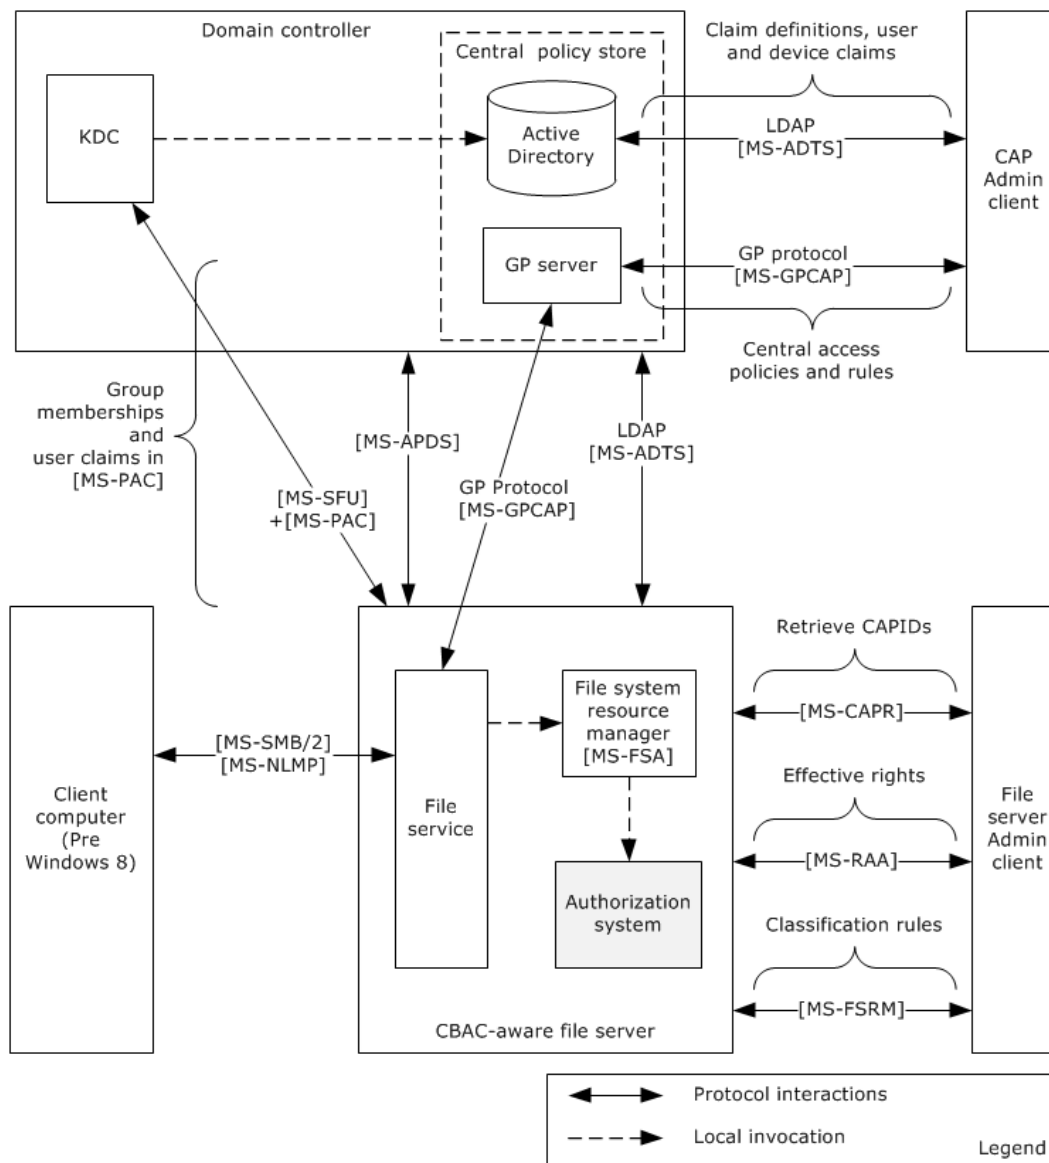 Domain controller
Central policy store
KDC
Active
Directory
GP server
Claim definitions, user
and device claims
LDAP
[MS-ADTS]
CAP
Admin
client
GP protocol
[MS-GPCAP]
Central access
policies and rules
Group
memberships
and
user claims in
[MS-PAC]
[MS-SFU]
+[MS-PAC]
[MS-APDS]
GP Protocol
[MS-GPCAP]
LDAP
[MS-ADTS]
Client
computer
(Pre
Windows 8)
[MS-SMB/2]
[MS-NLMP]
File
service
File system
resource
manager
[MS-FSA]
Authorization
system
CBAC-aware file server
Retrieve CAPIDs
[MS-CAPR]
Effective rights
[MS-RAA]
Classification rules
[MS-FSRM]
File
server
Admin
client
Protocol interactions
Local invocation
Legend